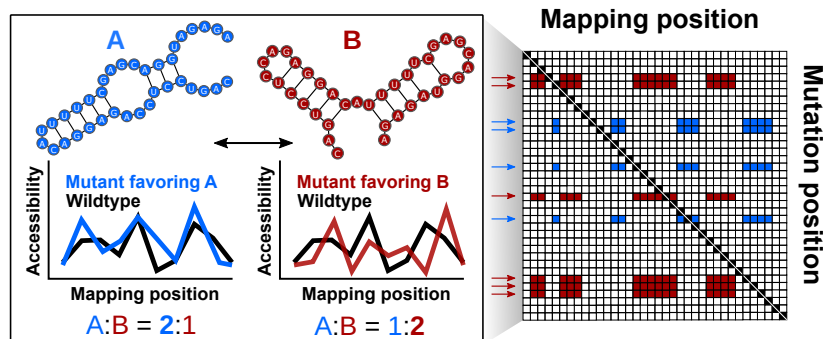 Mapping position
Mutation position
A
B
Accessibility
Mutant favoring A
Wildtype
Mapping position
A:B = 2:1
Accessibility
Mutant favoring B
Wildtype
Mapping position
A:B = 1:2